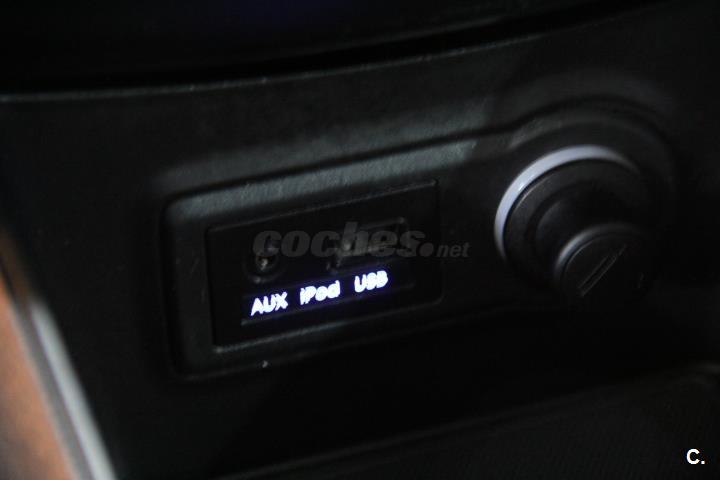 coches.net
AUX iPod USB
C.